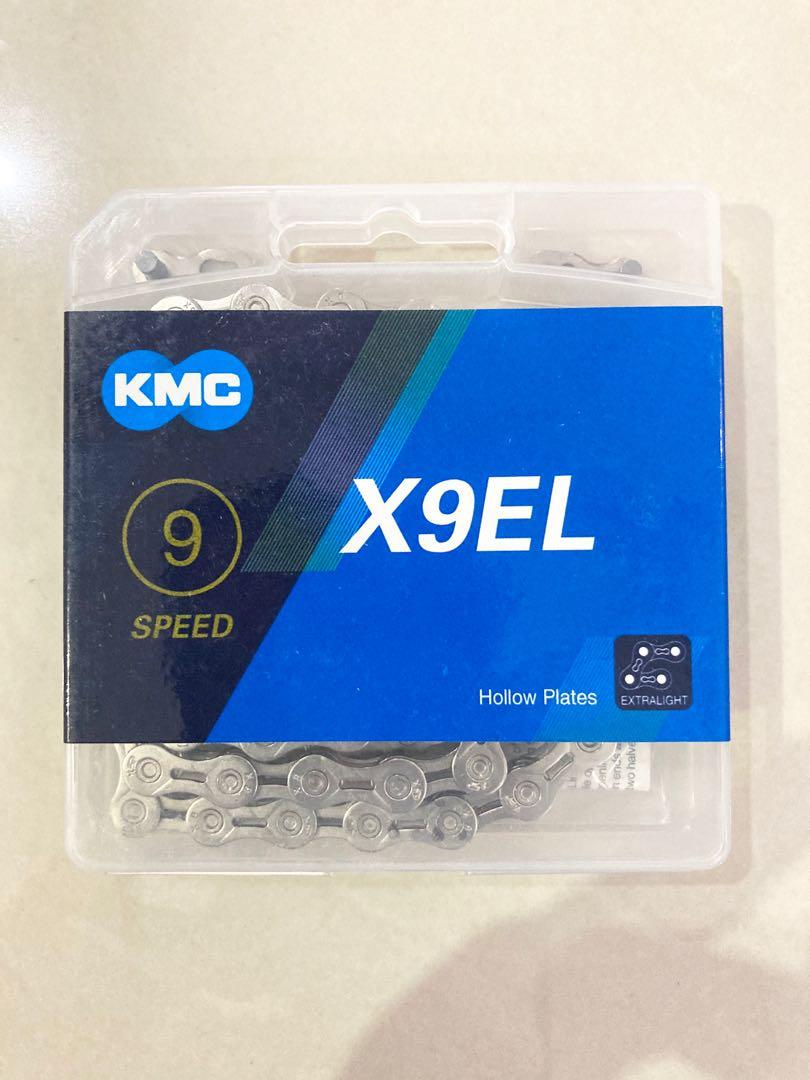 KMC
9
SPEED
X9EL
Hollow Plates
EXTRALIGHT